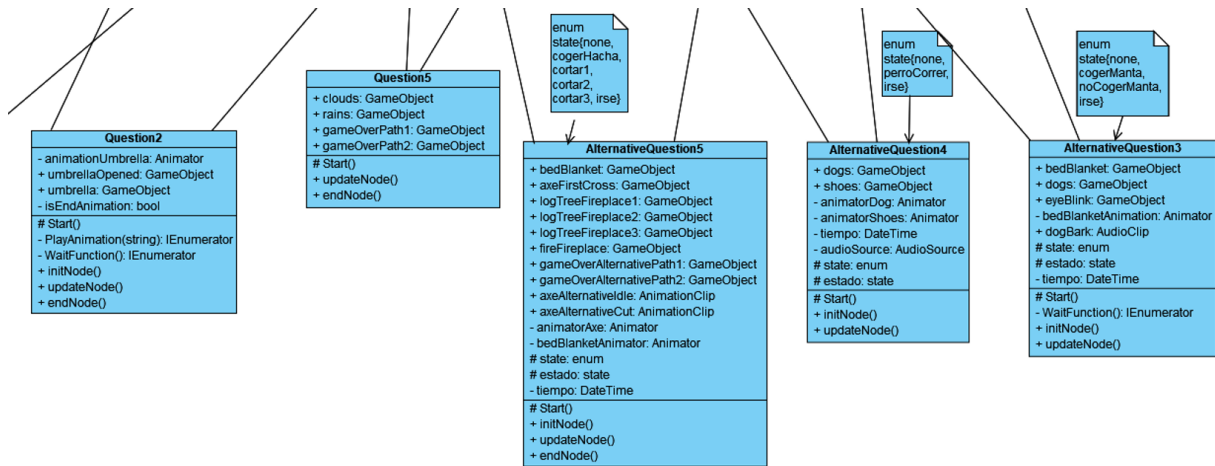 Question2
- animationUmbrella: Animator
+ umbrellaOpened: GameObject
+ umbrella: GameObject
- isEndAnimation: bool
# Start()
- PlayAnimation(string): IEnumerator
- WaitFunction(): IEnumerator
+ initNode()
+ updateNode()
+ endNode()
Question5
+ clouds: GameObject
+ rains: GameObject
+ gameOverPath1: GameObject
+ gameOverPath2: GameObject
# Start()
+ updateNode()
+ endNode()
enum
state{none,
cogerHacha,
cortar1,
cortar2,
cortar3, irse}
AlternativeQuestion5
+ bedBlanket: GameObject
+ axeFirstCross: GameObject
+ logTreeFireplace1: GameObject
+ logTreeFireplace2: GameObject
+ logTreeFireplace3: GameObject
+ fireFireplace: GameObject
+ gameOverAlternativePath1: GameObject
+ gameOverAlternativePath2: GameObject
+ axeAlternativeIdle: AnimationClip
+ axeAlternativeCut: AnimationClip
- animatorAxe: Animator
- bedBlanketAnimator: Animator
# state: enum
# estado: state
- tiempo: DateTime
# Start()
+ initNode()
+ updateNode()
+ endNode()
enum
state{none,
perroCorrer,
irse}
AlternativeQuestion4
+ dogs: GameObject
+ shoes: GameObject
- animatorDog: Animator
- animatorShoes: Animator
- tiempo: DateTime
- audioSource: AudioSource
# state: enum
# estado: state
# Start()
+ initNode()
+ updateNode()
enum
state{none,
cogerManta,
noCogerManta,
irse}
AlternativeQuestion3
+ bedBlanket: GameObject
+ dogs: GameObject
+ eyeBlink: GameObject
- bedBlanketAnimation: Animator
+ dogBark: AudioClip
# state: enum
# estado: state
- tiempo: DateTime
# Start()
- WaitFunction(): IEnumerator
+ initNode()
+ updateNode()